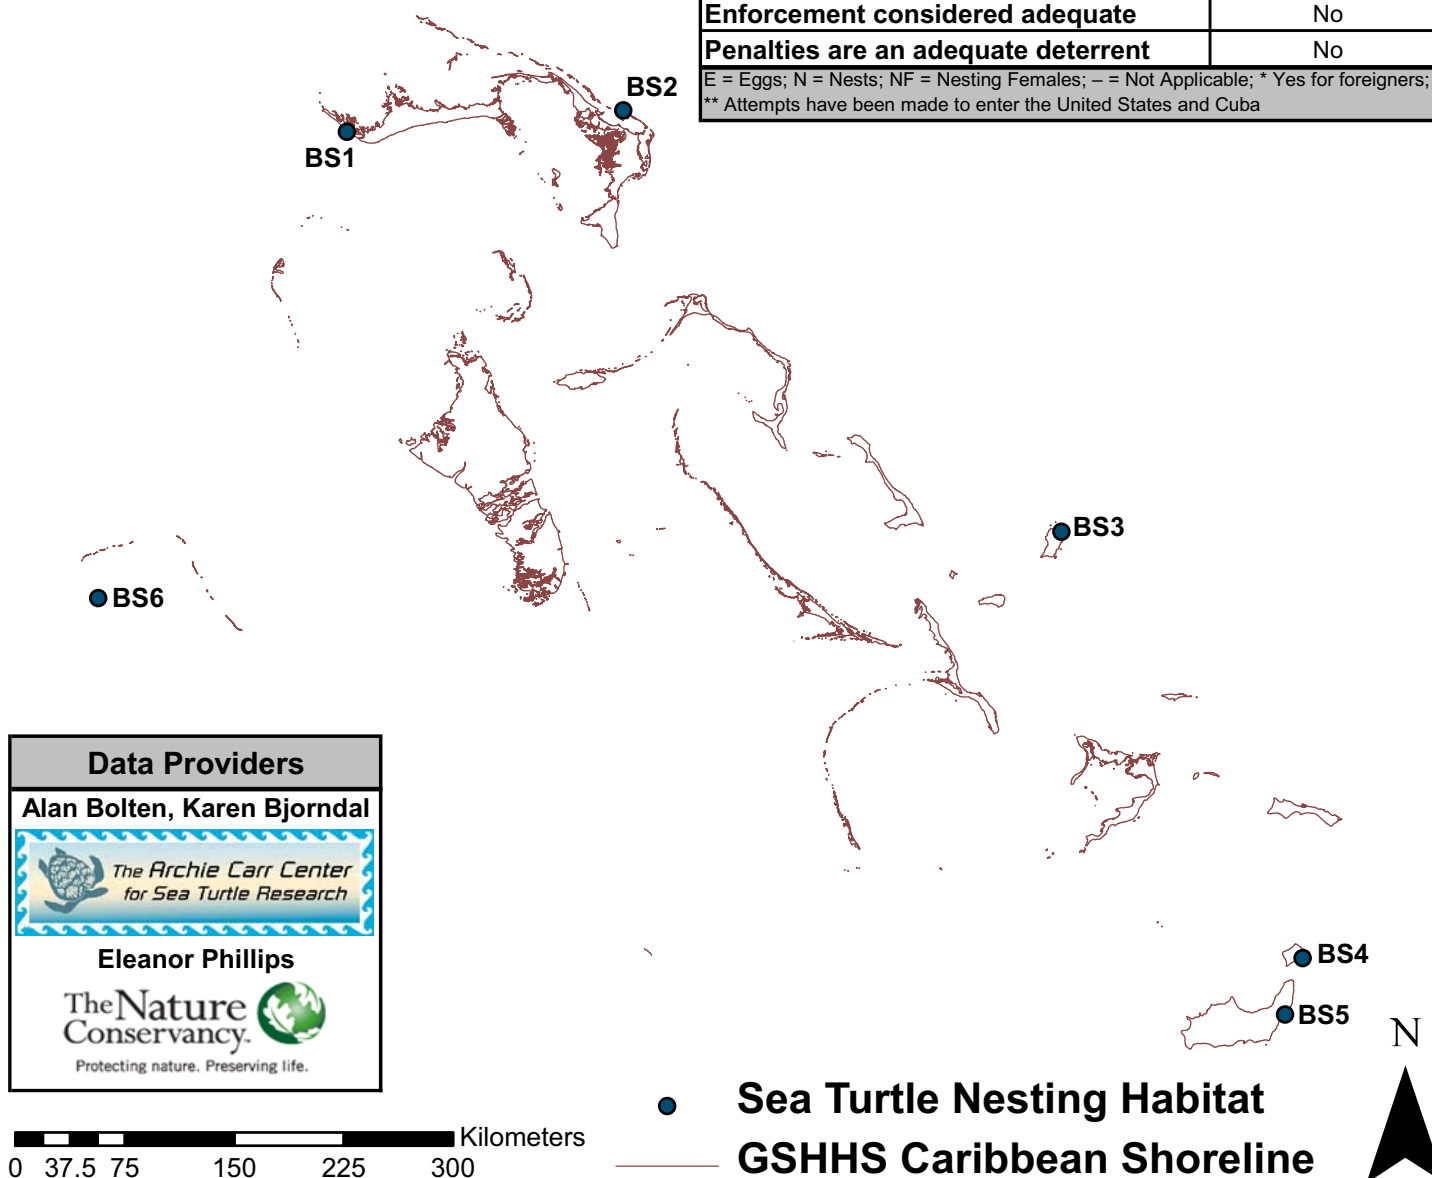 Enforcement considered adequate No
Penalties are an adequate deterrent No
E = Eggs; N = Nests; NF = Nesting Females; – = Not Applicable; * Yes for foreigners;
** Attempts have been made to enter the United States and Cuba
BS2
BS1
BS3
BS6
Data Providers
Alan Bolten, Karen Bjorndal
The Archie Carr Center
for Sea Turtle Research
Eleanor Phillips
The Nature
Conservancy.
Protecting nature. Preserving life.
BS4
BS5
N
Sea Turtle Nesting Habitat
GSHHS Caribbean Shoreline
Kilometers
0 37.5 75 150 225 300